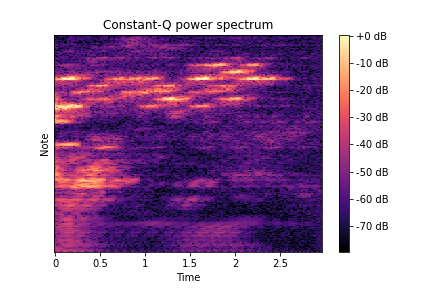 Constant-Q power spectrum
Note
+0 dB
-10 dB
-20 dB
-30 dB
-40 dB
-50 dB
-60 dB
-70 dB
0
0.5
1
1.5
2
2.5
Time